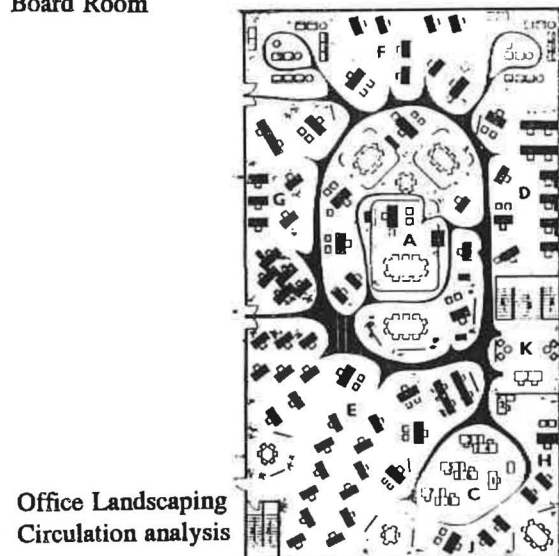 Board Room
F
D
G
A
K
E
H
C
J
Office Landscaping
Circulation analysis